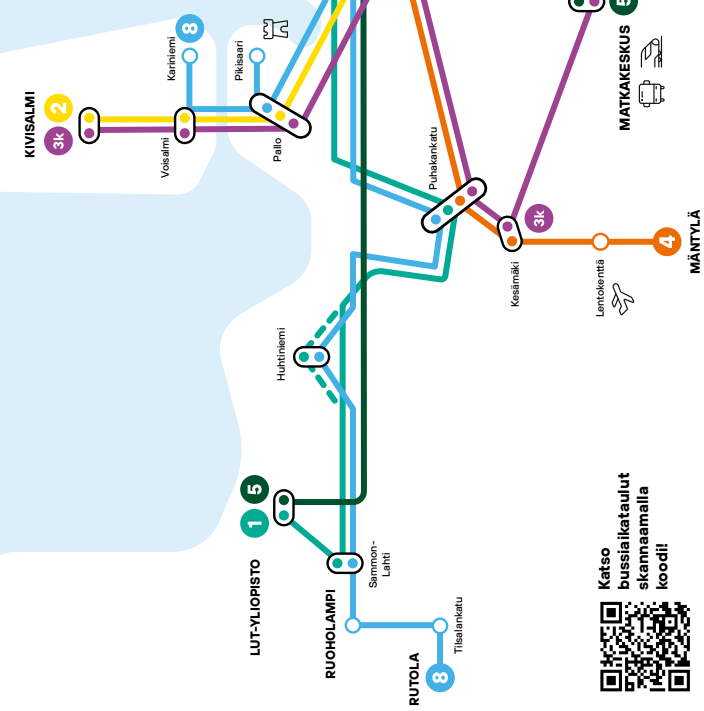 KIVISALMI
2
3k
Kariniemi
8
Pikisaari
Voisalmi
Pallo
MATKAKESKUS
5
Puhakankatu
3k
Kesämäki
Lentokenttä
4
MÄNTYLÄ
Huhtiniemi
1
5
LUT-YLIOPISTO
Sammon-
Lahti
RUOHOLAMPI
RUTOLA
8
Tilsalankatu
Katso
bussiaikataulut
skannaamalla
koodi!